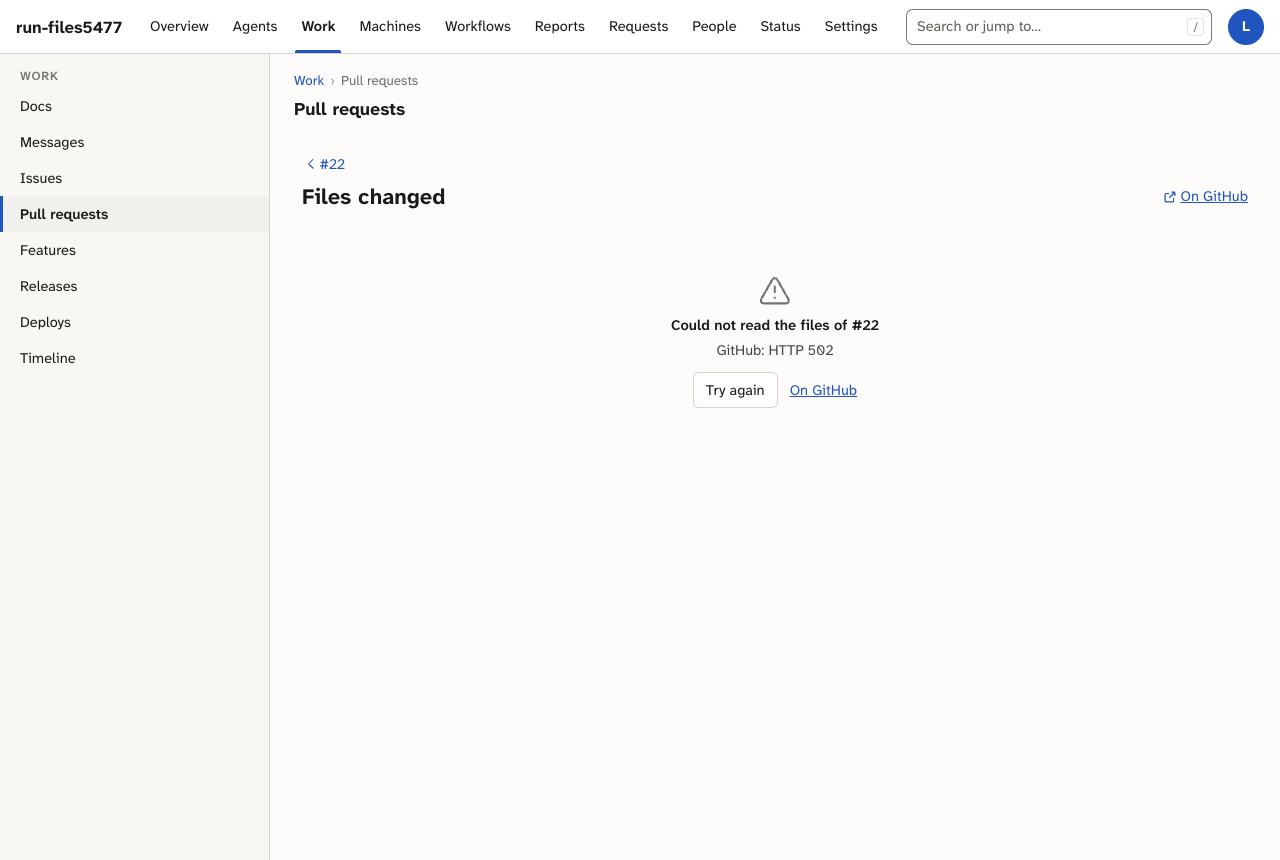 run-files5477 Overview Agents Work Machines Workflows Reports Requests People Status Settings Search or jump to... / L
WORK
Docs
Messages
Issues
Pull requests
Features
Releases
Deploys
Timeline
Work › Pull requests
Pull requests
#22
Files changed
On GitHub
Could not read the files of #22
GitHub: HTTP 502
Try again On GitHub